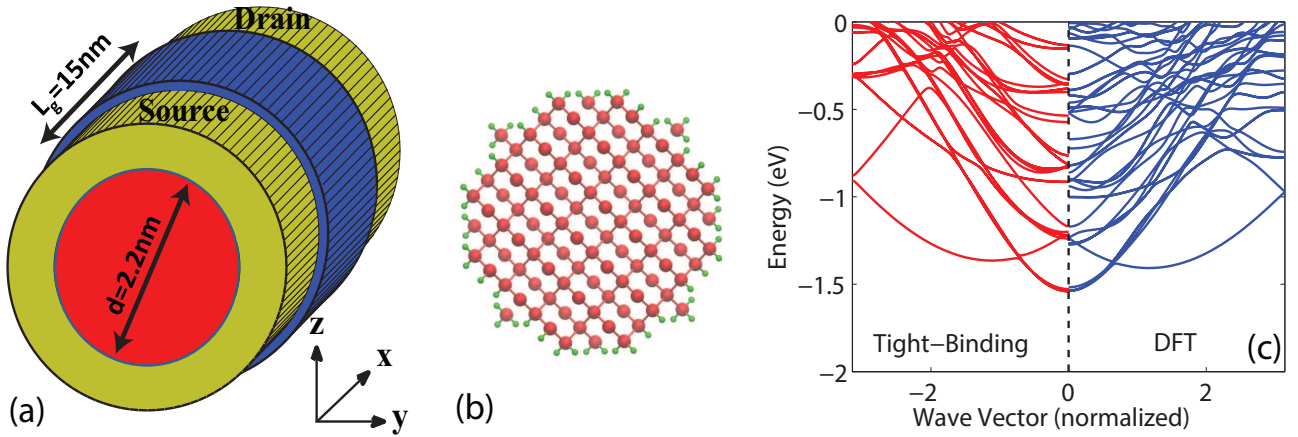 Drain
L_g=15nm
Source
d=2.2nm
z
x
y
(a)
(b)
0
−0.5
−1
−1.5
−2
Energy (eV)
Tight−Binding
DFT
(c)
−2
0
2
Wave Vector (normalized)